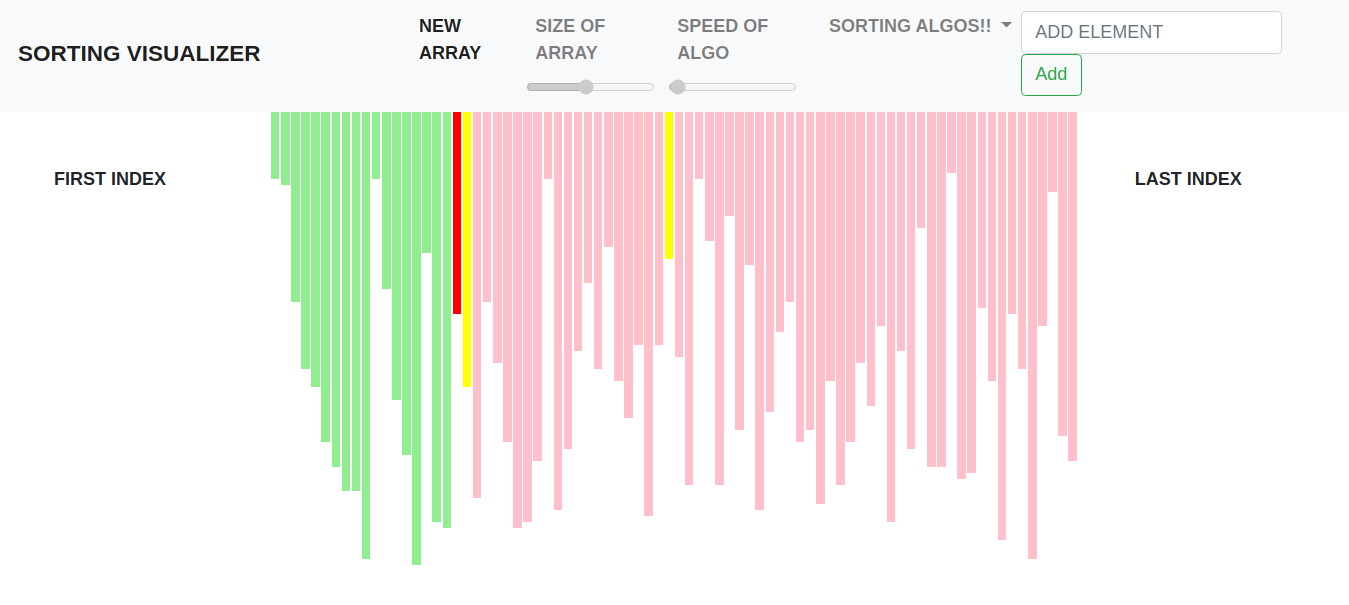 SORTING VISUALIZER
NEW
ARRAY
SIZE OF
ARRAY
SPEED OF
ALGO
SORTING ALGOS!!
ADD ELEMENT
Add
FIRST INDEX
LAST INDEX